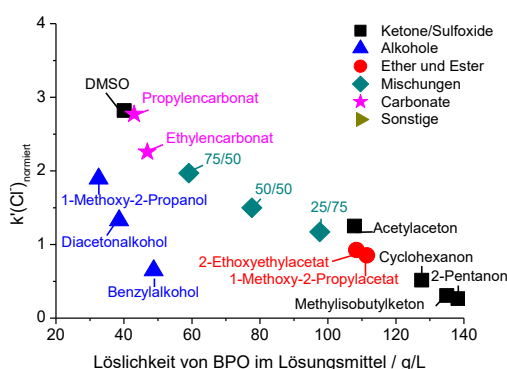 4
3
2
1
0
20
40
60
80
100
120
140
k'(Cl⁻)normiert
Löslichkeit von BPO im Lösungsmittel / g/L
Ketone/Sulfoxide
Alkohole
Ether und Ester
Mischungen
Carbonate
Sonstige
DMSO
Propylencarbonat
Ethylencarbonat
75/50
1-Methoxy-2-Propanol
50/50
25/75
Diacetonalkohol
Acetylaceton
2-Ethoxyethylacetat
Cyclohexanon
1-Methoxy-2-Propylacetat
2-Pentanon
Benzylalkohol
Methylisobutylketon